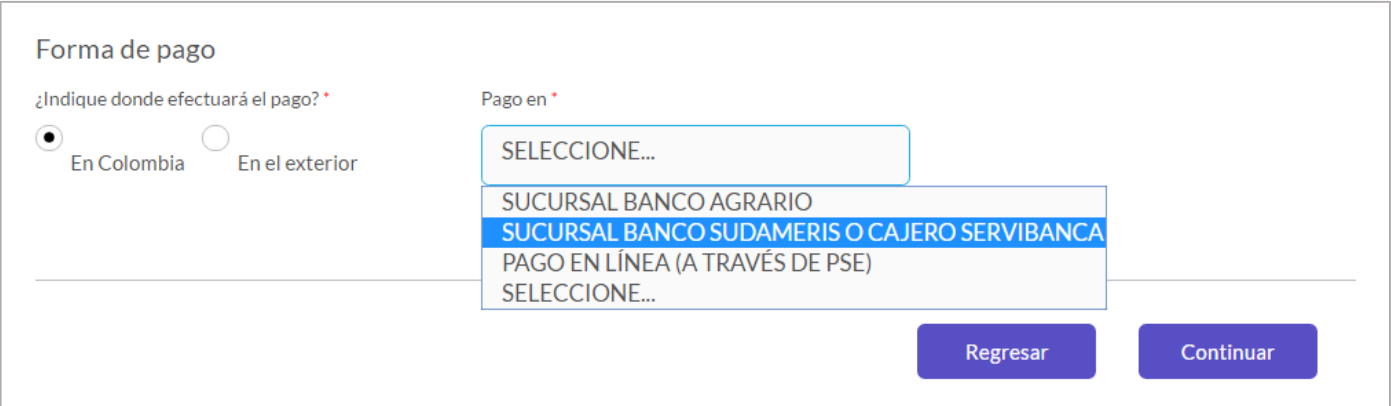 Forma de pago
¿Indique donde efectuará el pago? *
En Colombia
En el exterior
Pago en *
SELECCIONE...
SUCURSAL BANCO AGRARIO
SUCURSAL BANCO SUDAMERIS O CAJERO SERVIBANCA
PAGO EN LÍNEA (A TRAVÉS DE PSE)
SELECCIONE...
Regresar
Continuar